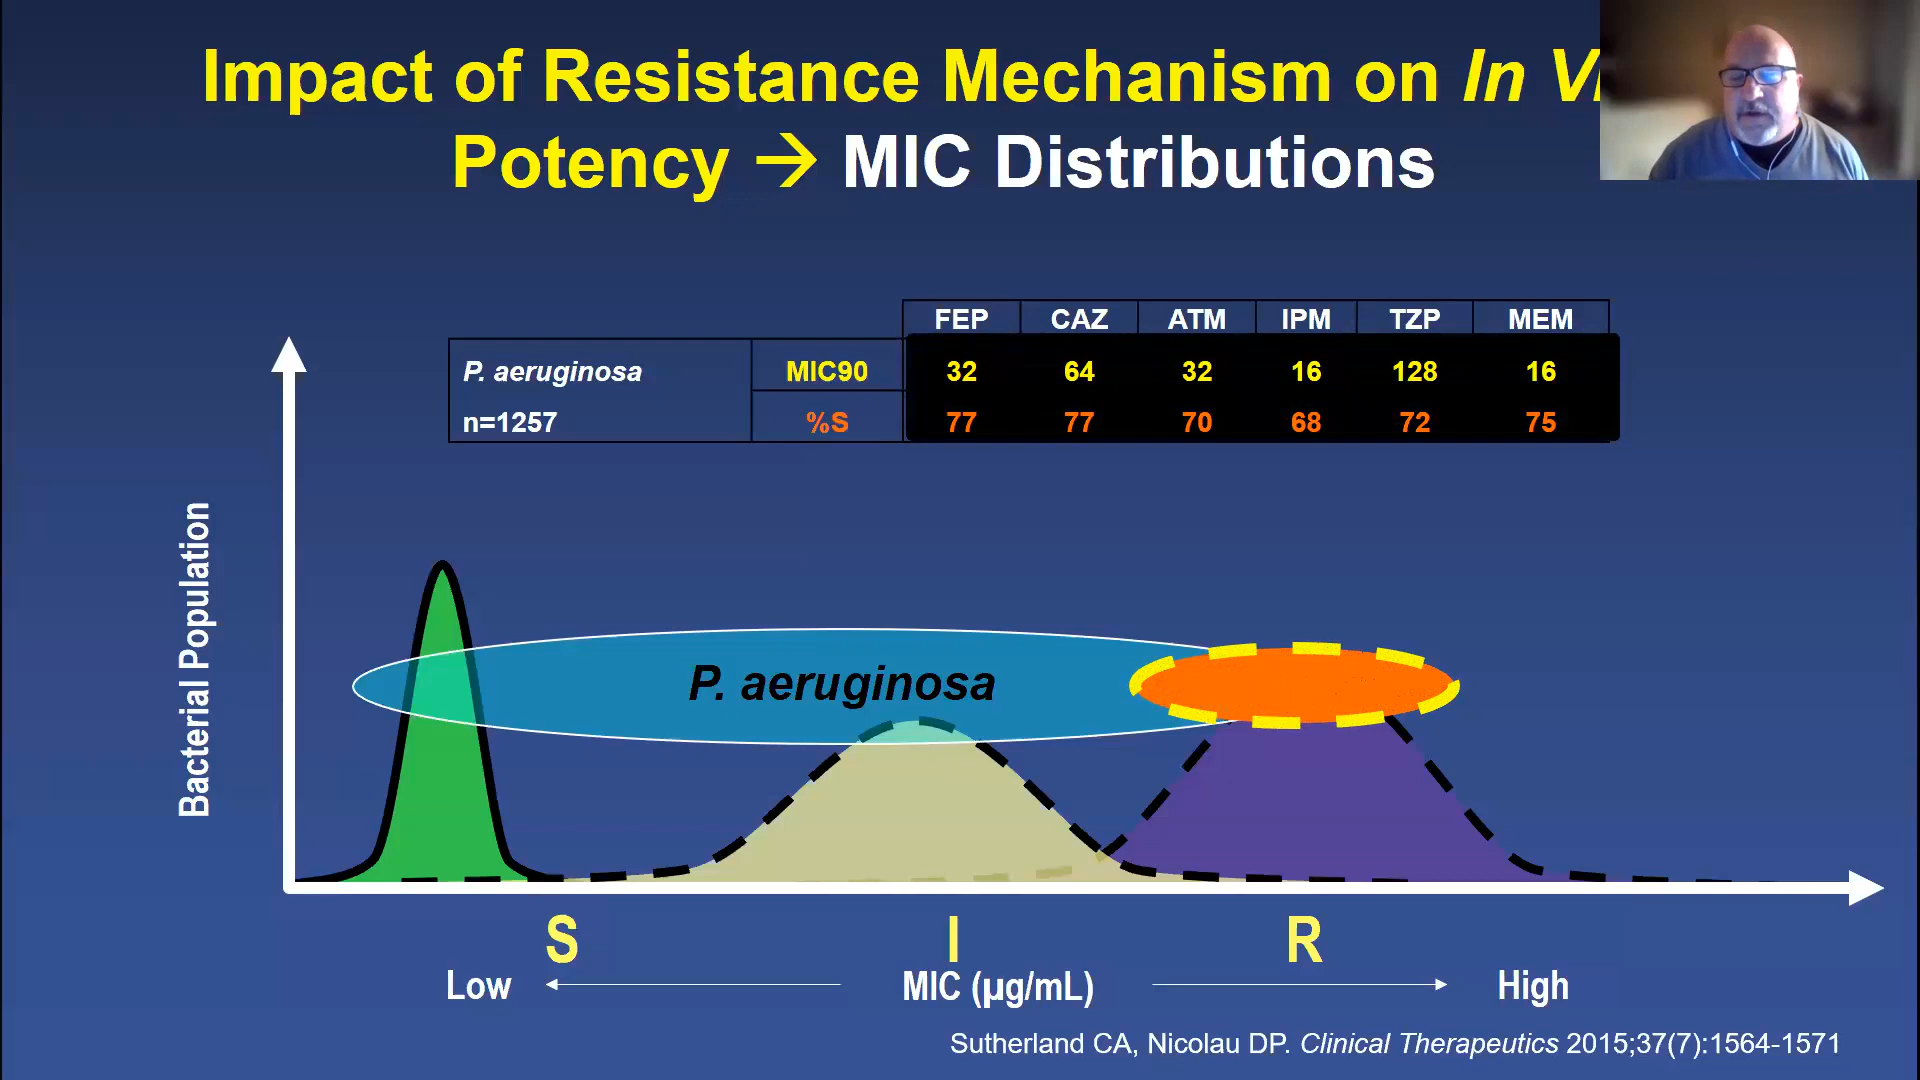 Impact of Resistance Mechanism on In
Potency → MIC Distributions
FEP CAZ ATM IPM TZP MEM
P. aeruginosa MIC90 32 64 32 16 128 16
n=1257 %S 77 77 70 68 72 75
Bacterial Population
P. aeruginosa
S I R
Low MIC (µg/mL) High
Sutherland CA, Nicolau DP. Clinical Therapeutics 2015;37(7):1564-1571